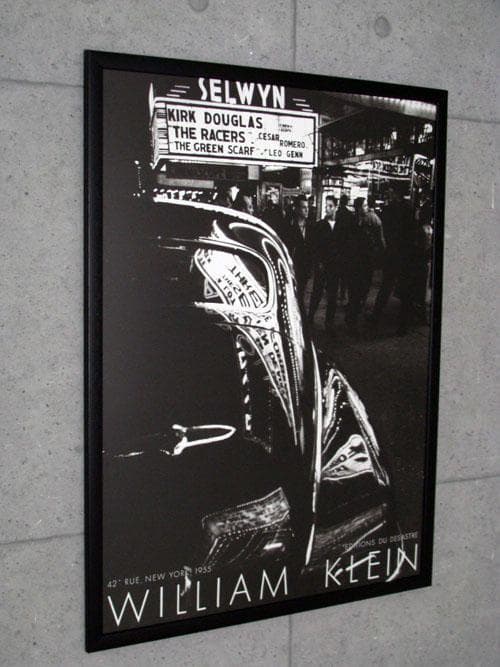 SELWYN
KIRK DOUGLAS
THE RACERS CESAR ROMERO
THE GREEN SCARF LEO GENN
EDITIONS DU DESASTRE
42e RUE, NEW YORK 1955
WILLIAM KLEIN